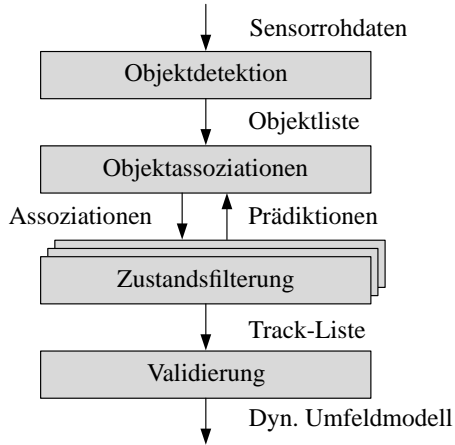 Sensorrohdaten
Objektdetektion
Objektliste
Objektassoziationen
Assoziationen
Prädiktionen
Zustandsfilterung
Track-Liste
Validierung
Dyn. Umfeldmodell